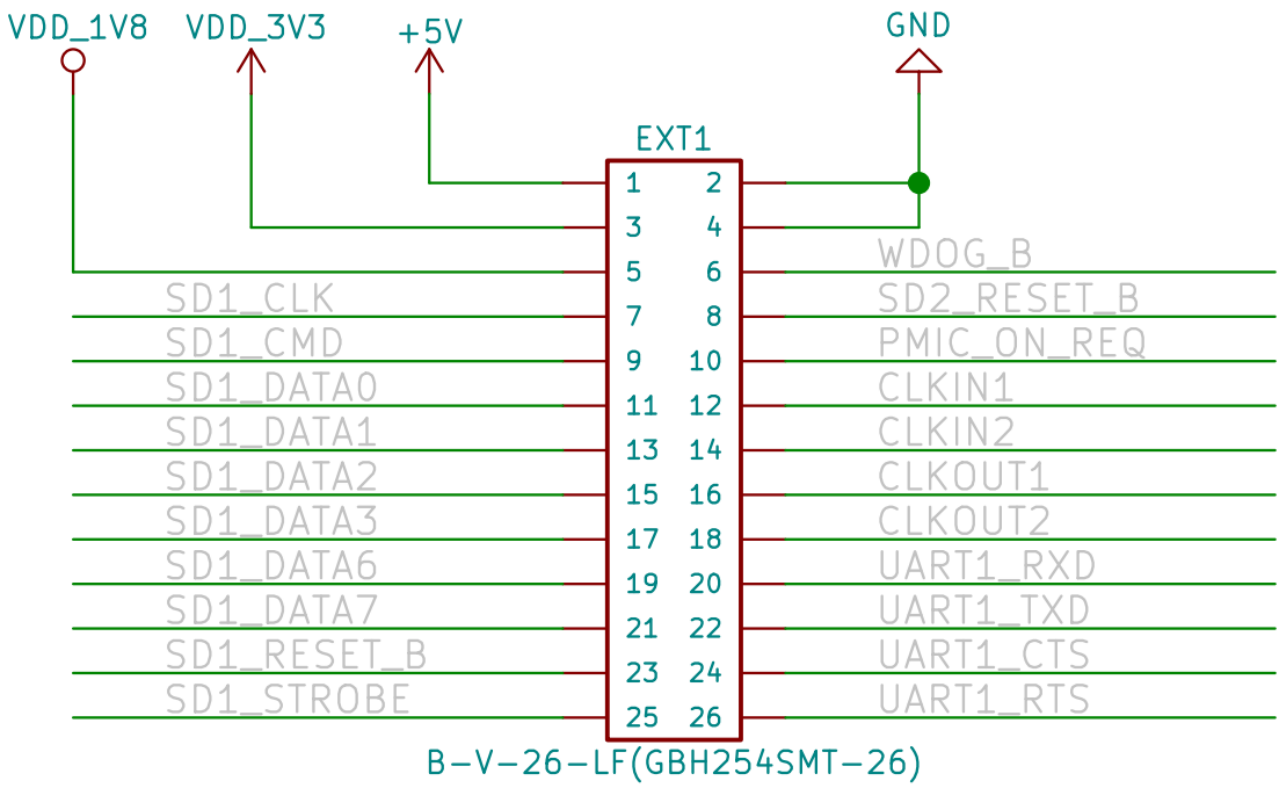 VDD_1V8 VDD_3V3 +5V GND
EXT1
1 2
3 4
WDOG_B
5 6
SD1_CLK SD2_RESET_B
7 8
SD1_CMD PMIC_ON_REQ
9 10
SD1_DATA0 CLKIN1
11 12
SD1_DATA1 CLKIN2
13 14
SD1_DATA2 CLKOUT1
15 16
SD1_DATA3 CLKOUT2
17 18
SD1_DATA6 UART1_RXD
19 20
SD1_DATA7 UART1_TXD
21 22
SD1_RESET_B UART1_CTS
23 24
SD1_STROBE UART1_RTS
25 26
B-V-26-LF(GBH254SMT-26)